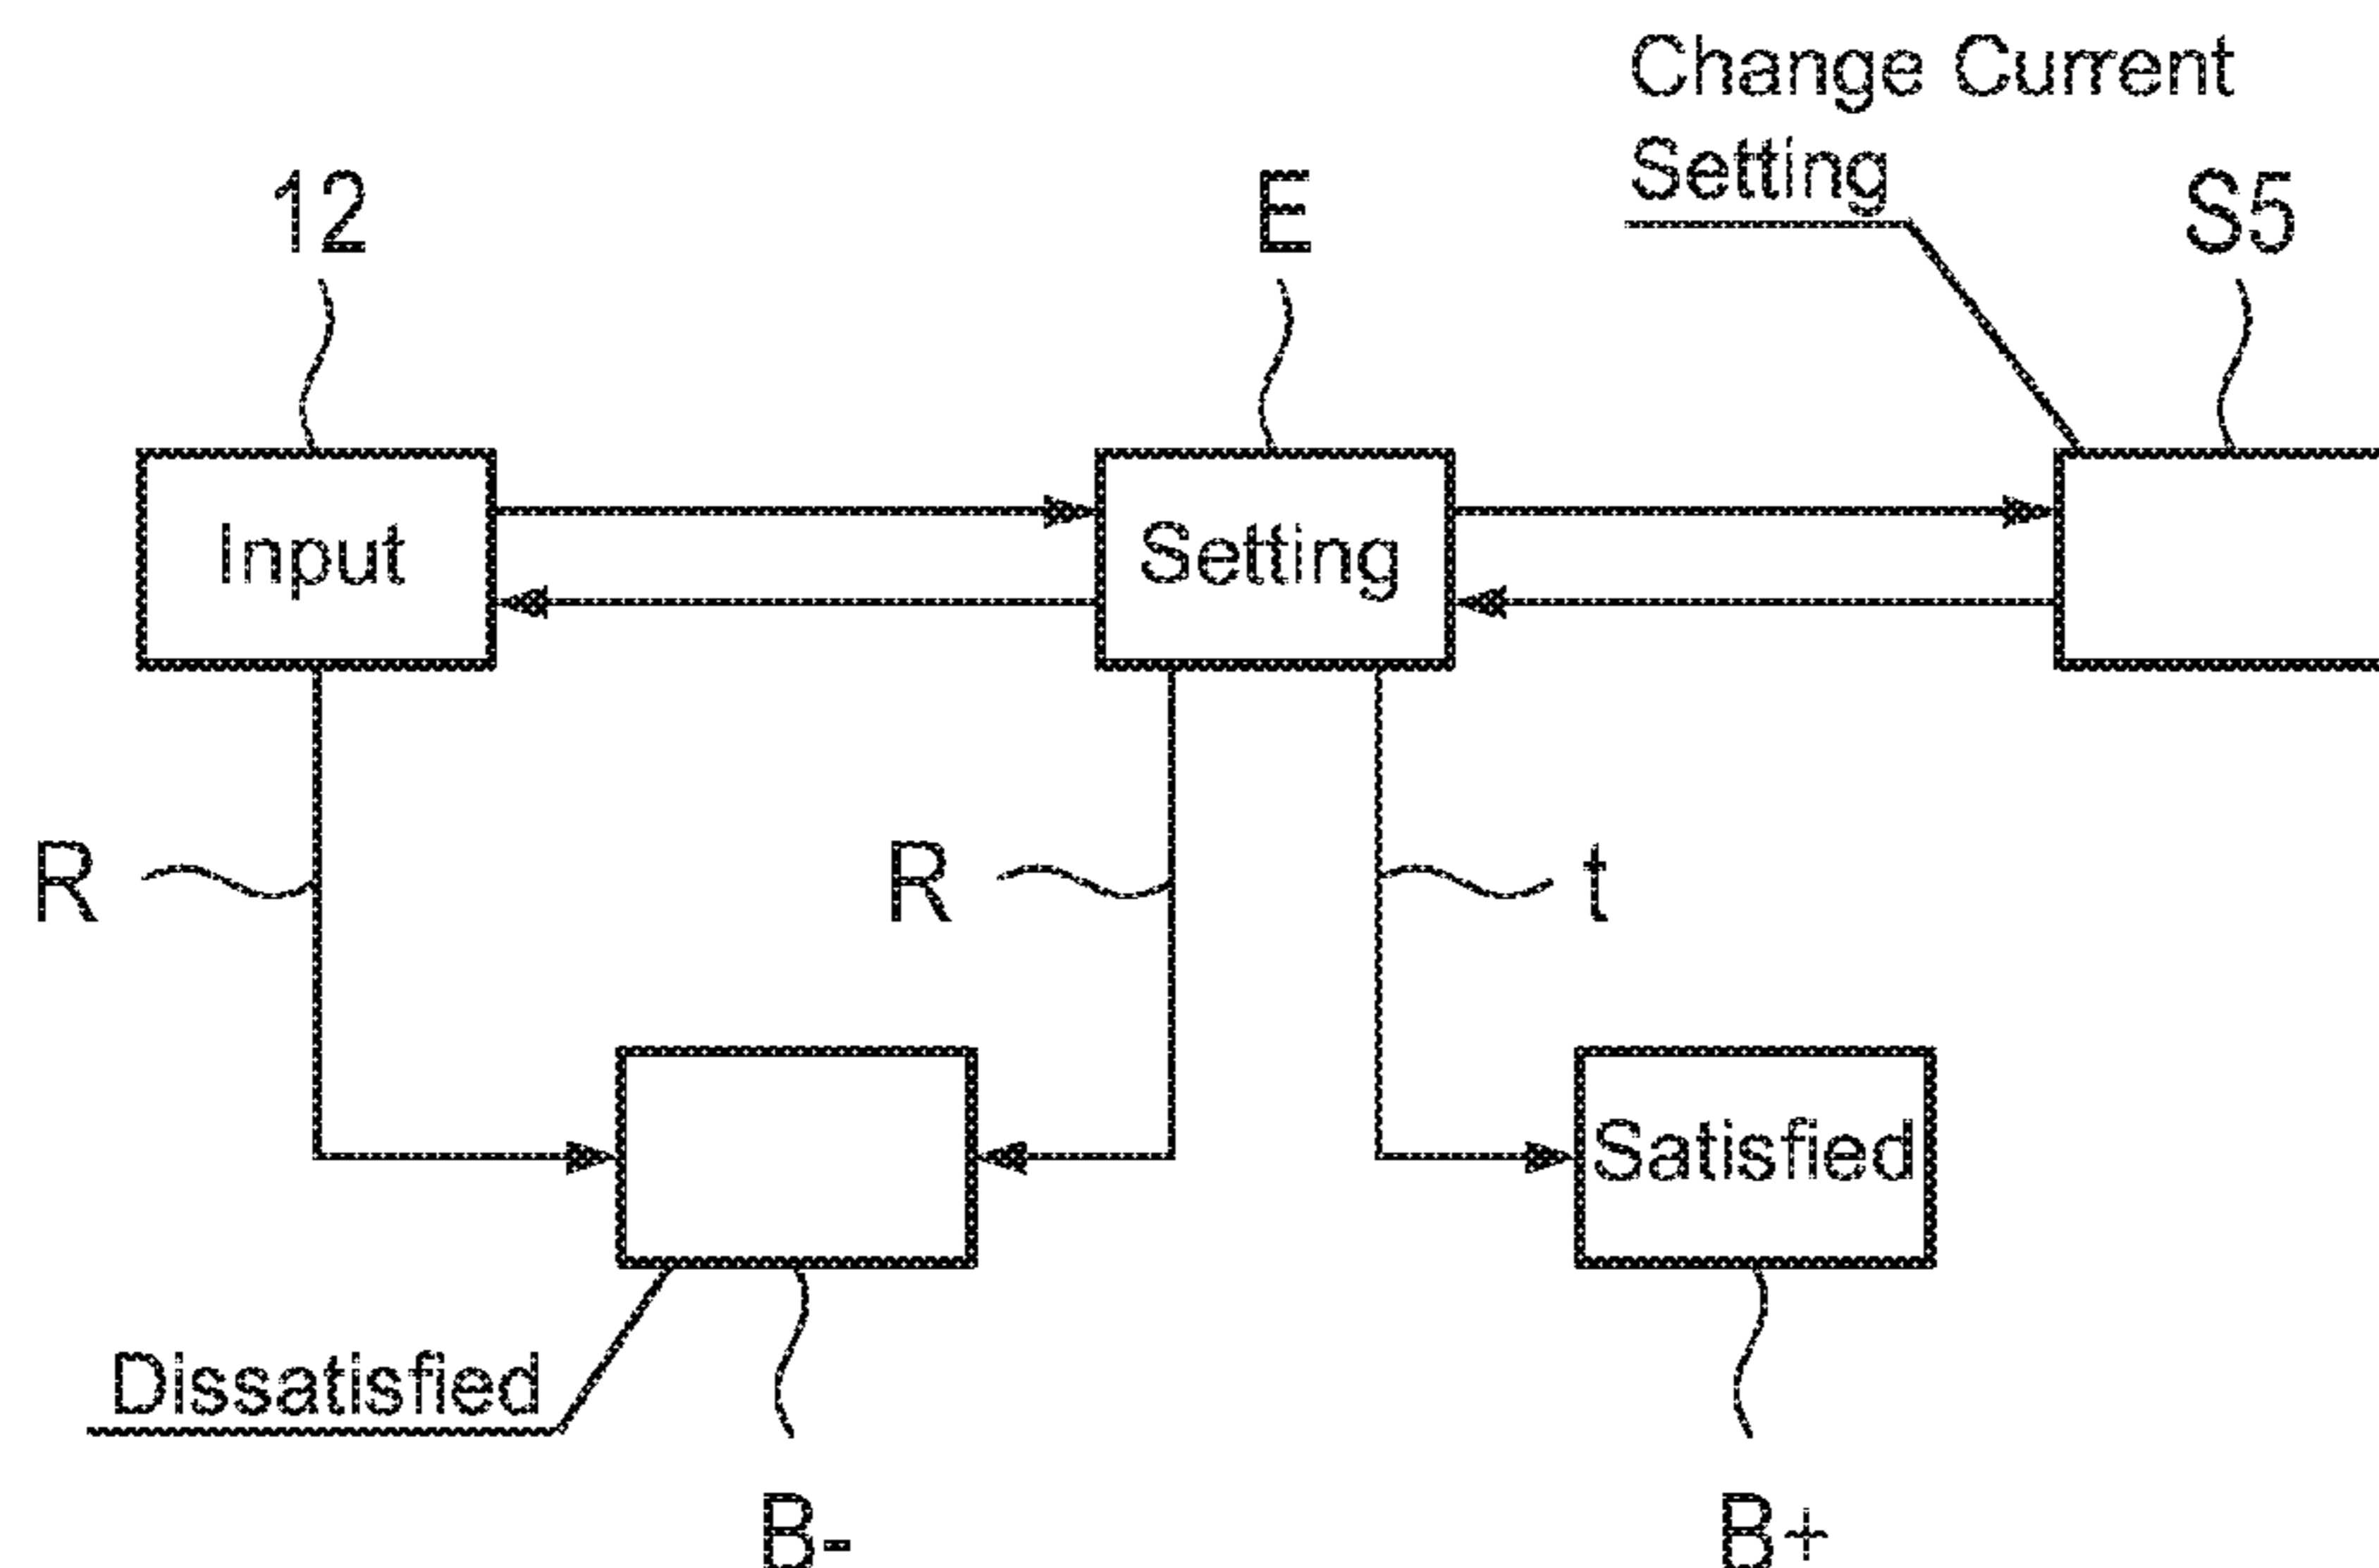 Change Current
Setting
12
E
S5
Input
Setting
R
R
t
Satisfied
Dissatisfied
B-
B+